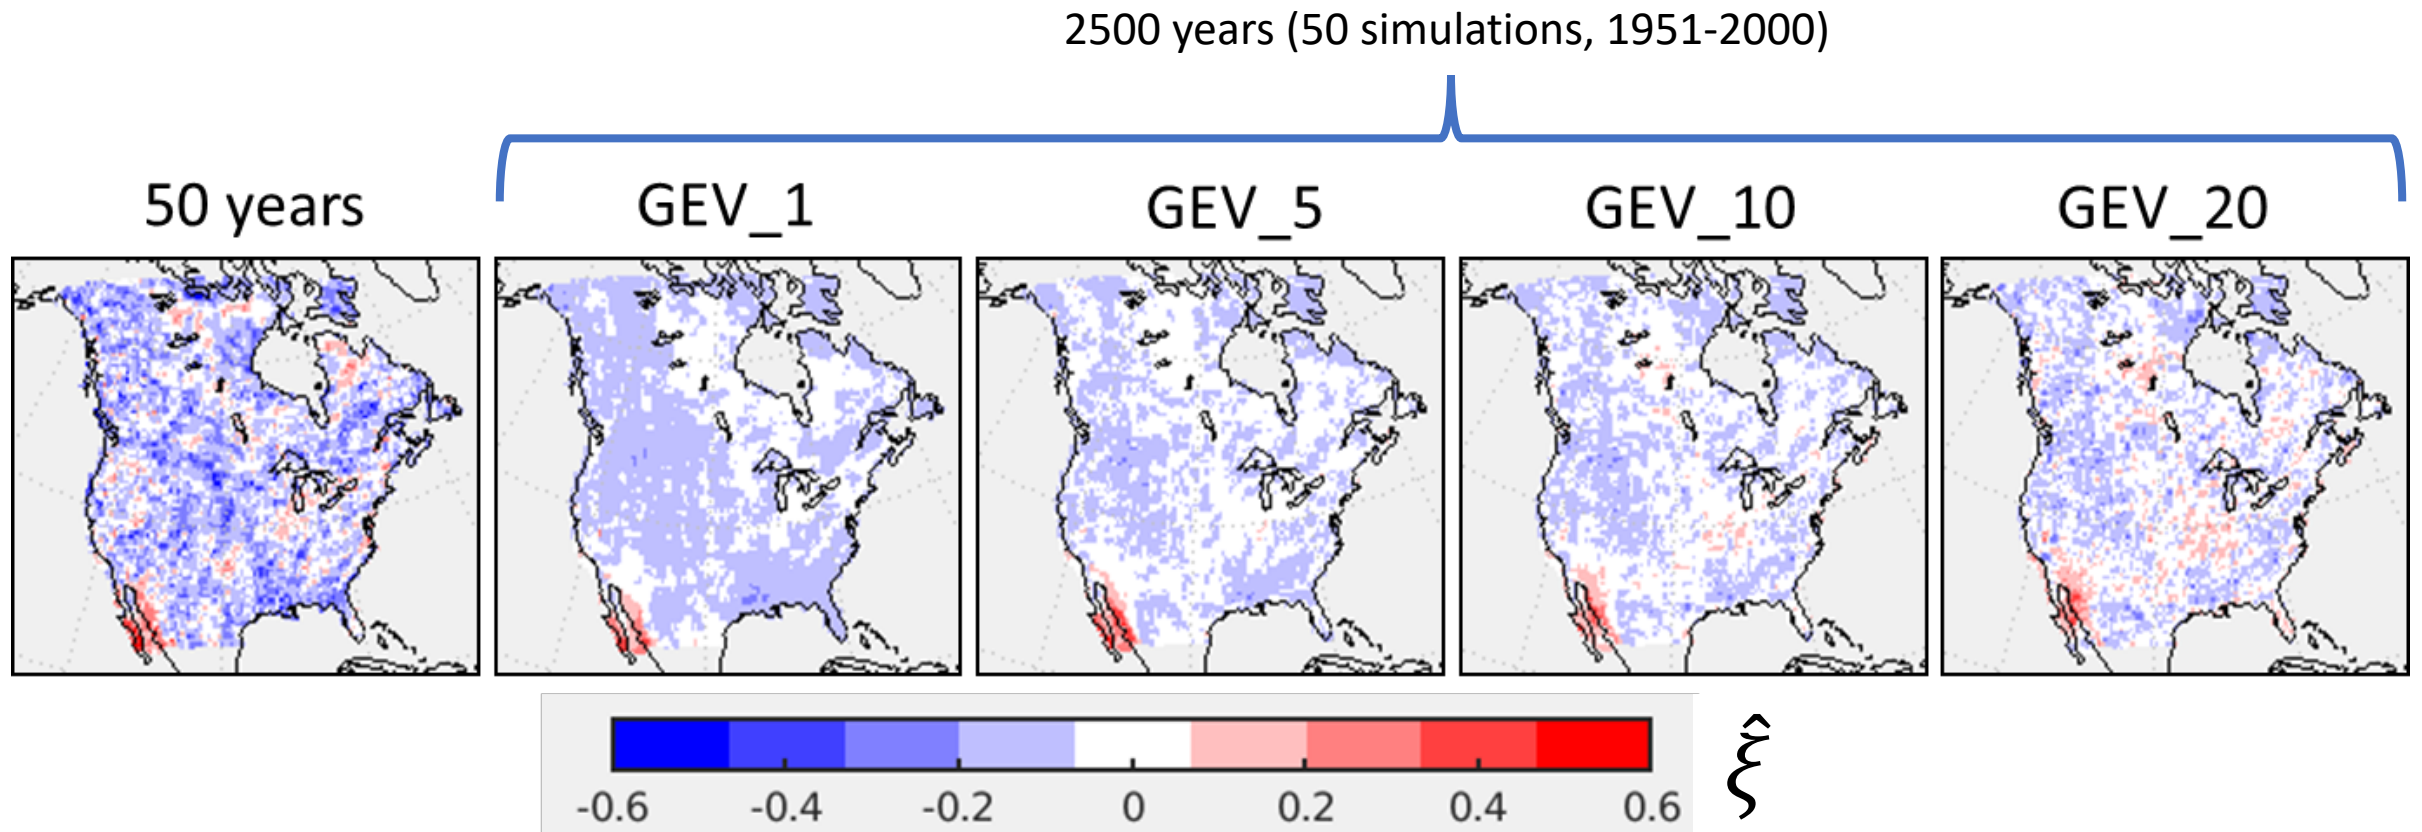 2500 years (50 simulations, 1951-2000)
50 years
GEV_1
GEV_5
GEV_10
GEV_20
-0.6 -0.4 -0.2 0 0.2 0.4 0.6
ξ̂